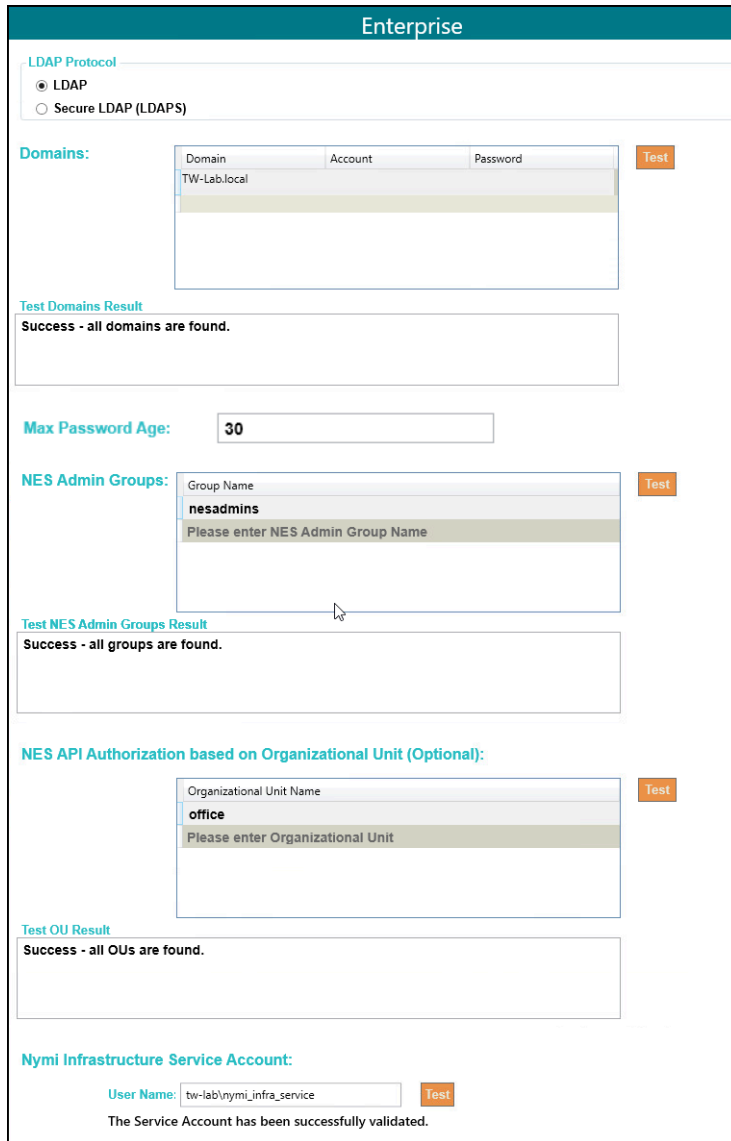 Enterprise
LDAP Protocol
LDAP
Secure LDAP (LDAPS)
Domains:
Domain Account Password
Test
TW-Lab.local
Test Domains Result
Success - all domains are found.
Max Password Age: 30
NES Admin Groups:
Group Name
Test
nesadmins
Please enter NES Admin Group Name
Test NES Admin Groups Result
Success - all groups are found.
NES API Authorization based on Organizational Unit (Optional):
Organizational Unit Name
Test
office
Please enter Organizational Unit
Test OU Result
Success - all OUs are found.
Nymi Infrastructure Service Account:
User Name: tw-lab\nymi_infra_service Test
The Service Account has been successfully validated.